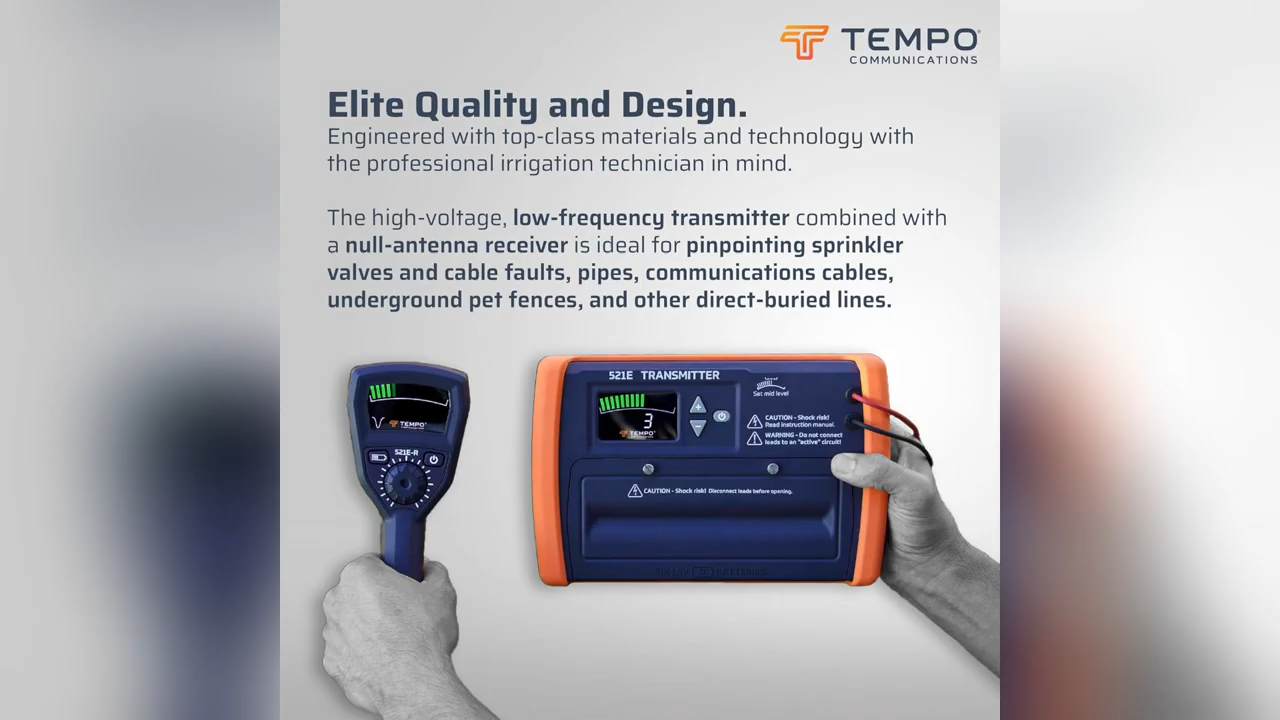 TEMPO
COMMUNICATIONS
Elite Quality and Design.
Engineered with top-class materials and technology with
the professional irrigation technician in mind.
The high-voltage, low-frequency transmitter combined with
a null-antenna receiver is ideal for pinpointing sprinkler
valves and cable faults, pipes, communications cables,
underground pet fences, and other direct-buried lines.
TEMPO
521E-R
521E TRANSMITTER
3
TEMPO
Set mid level
CAUTION - Shock risk!
Read instruction manual.
WARNING - Do not connect
leads to an "active" circuit!
CAUTION - Shock risk! Disconnect leads before opening.